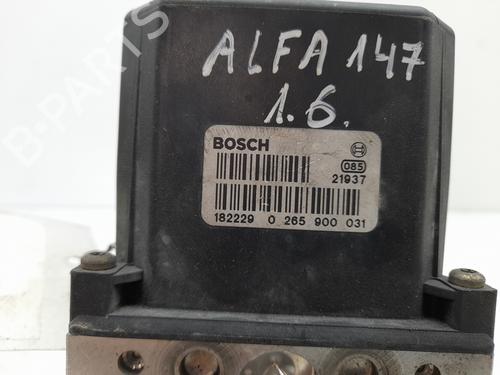 ALFA 147
1.6.
BOSCH
085
21937
182229 0 265 900 031
B-PARTS